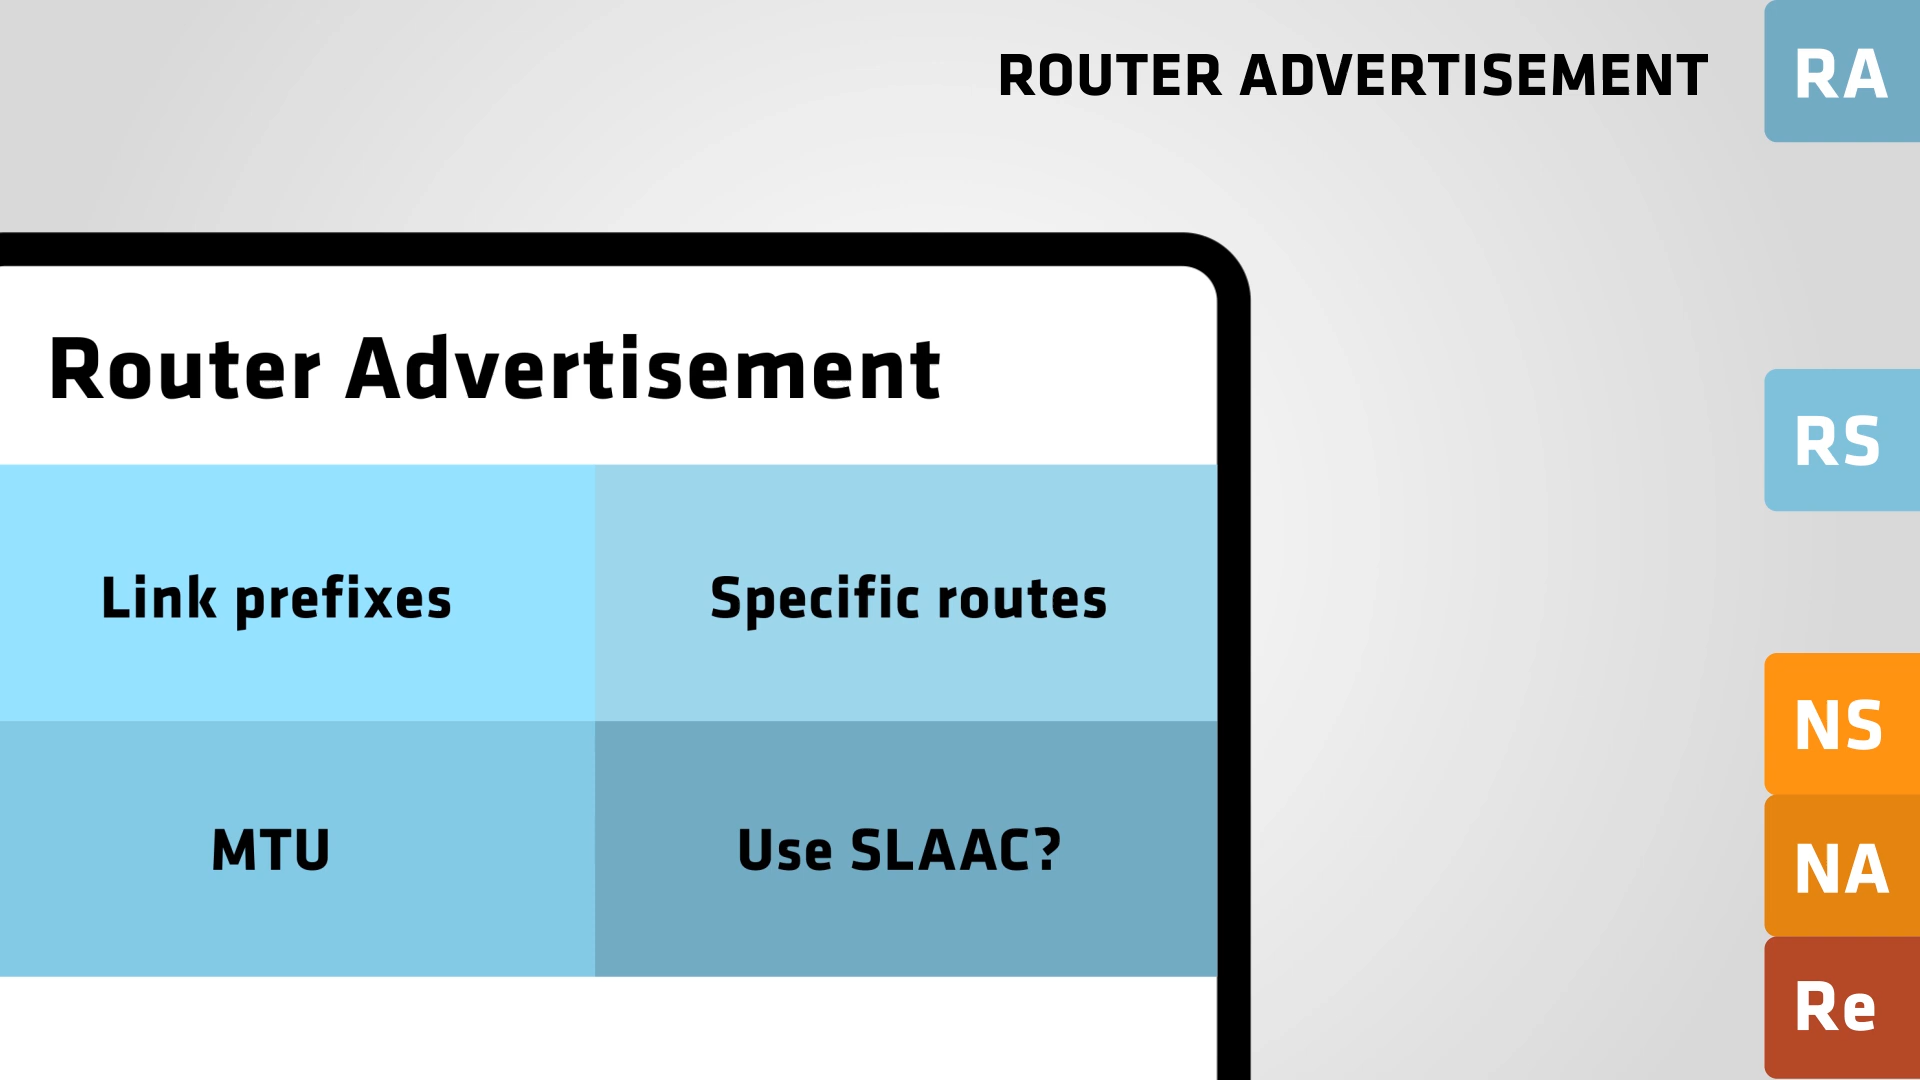 ROUTER ADVERTISEMENT
RA
Router Advertisement
RS
Link prefixes
Specific routes
NS
MTU
Use SLAAC?
NA
Re